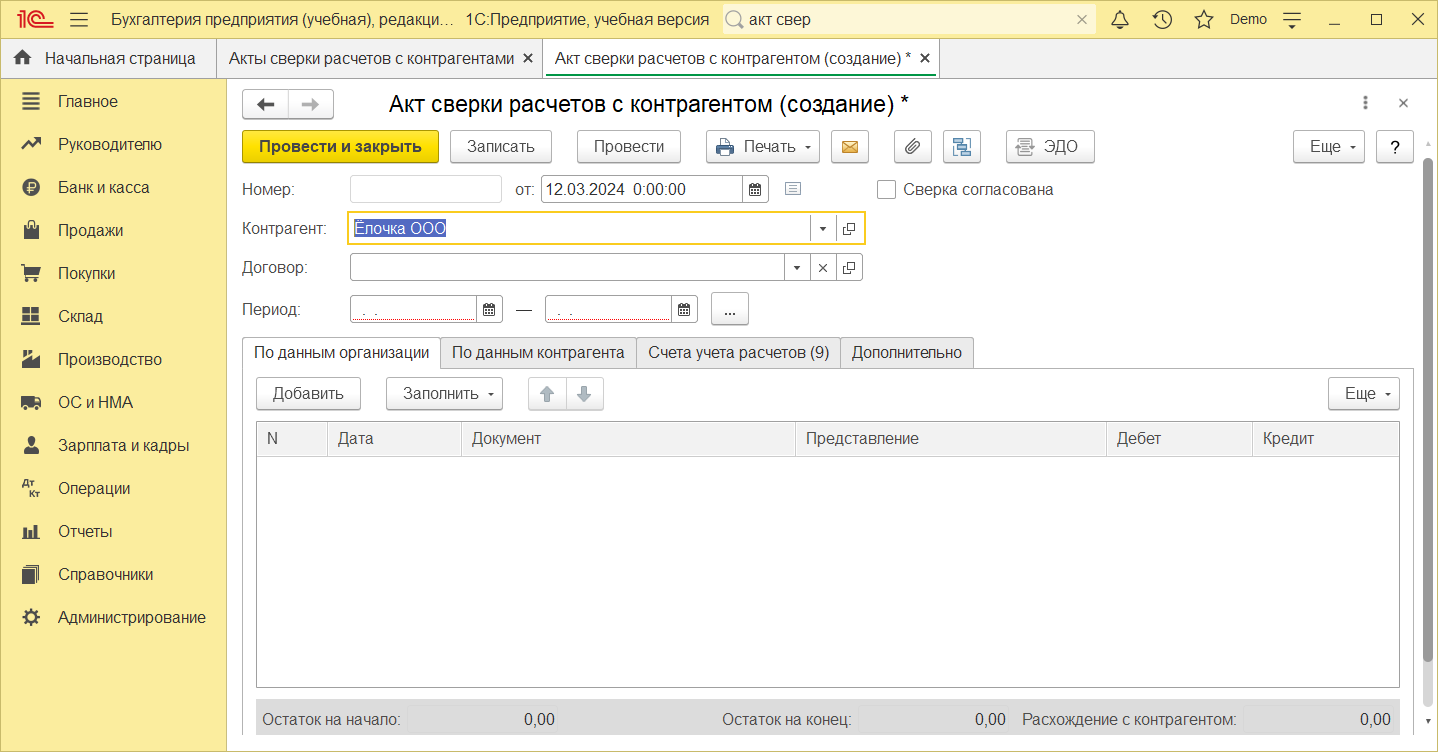 1С Бухгалтерия предприятия (учебная), редакци... 1С:Предприятие, учебная версия акт свер Demo
Начальная страница Акты сверки расчетов с контрагентами Акт сверки расчетов с контрагентом (создание) *
Главное
Руководителю
Банк и касса
Продажи
Покупки
Склад
Производство
ОС и НМА
Зарплата и кадры
Дт Кт Операции
Отчеты
Справочники
Администрирование
Акт сверки расчетов с контрагентом (создание) *
Провести и закрыть Записать Провести Печать ЭДО Еще ?
Номер: от: 12.03.2024 0:00:00 Сверка согласована
Контрагент: Ёлочка ООО
Договор:
Период: . . — . . ...
По данным организации По данным контрагента Счета учета расчетов (9) Дополнительно
Добавить Заполнить Еще
N Дата Документ Представление Дебет Кредит
Остаток на начало: 0,00 Остаток на конец: 0,00 Расхождение с контрагентом: 0,00